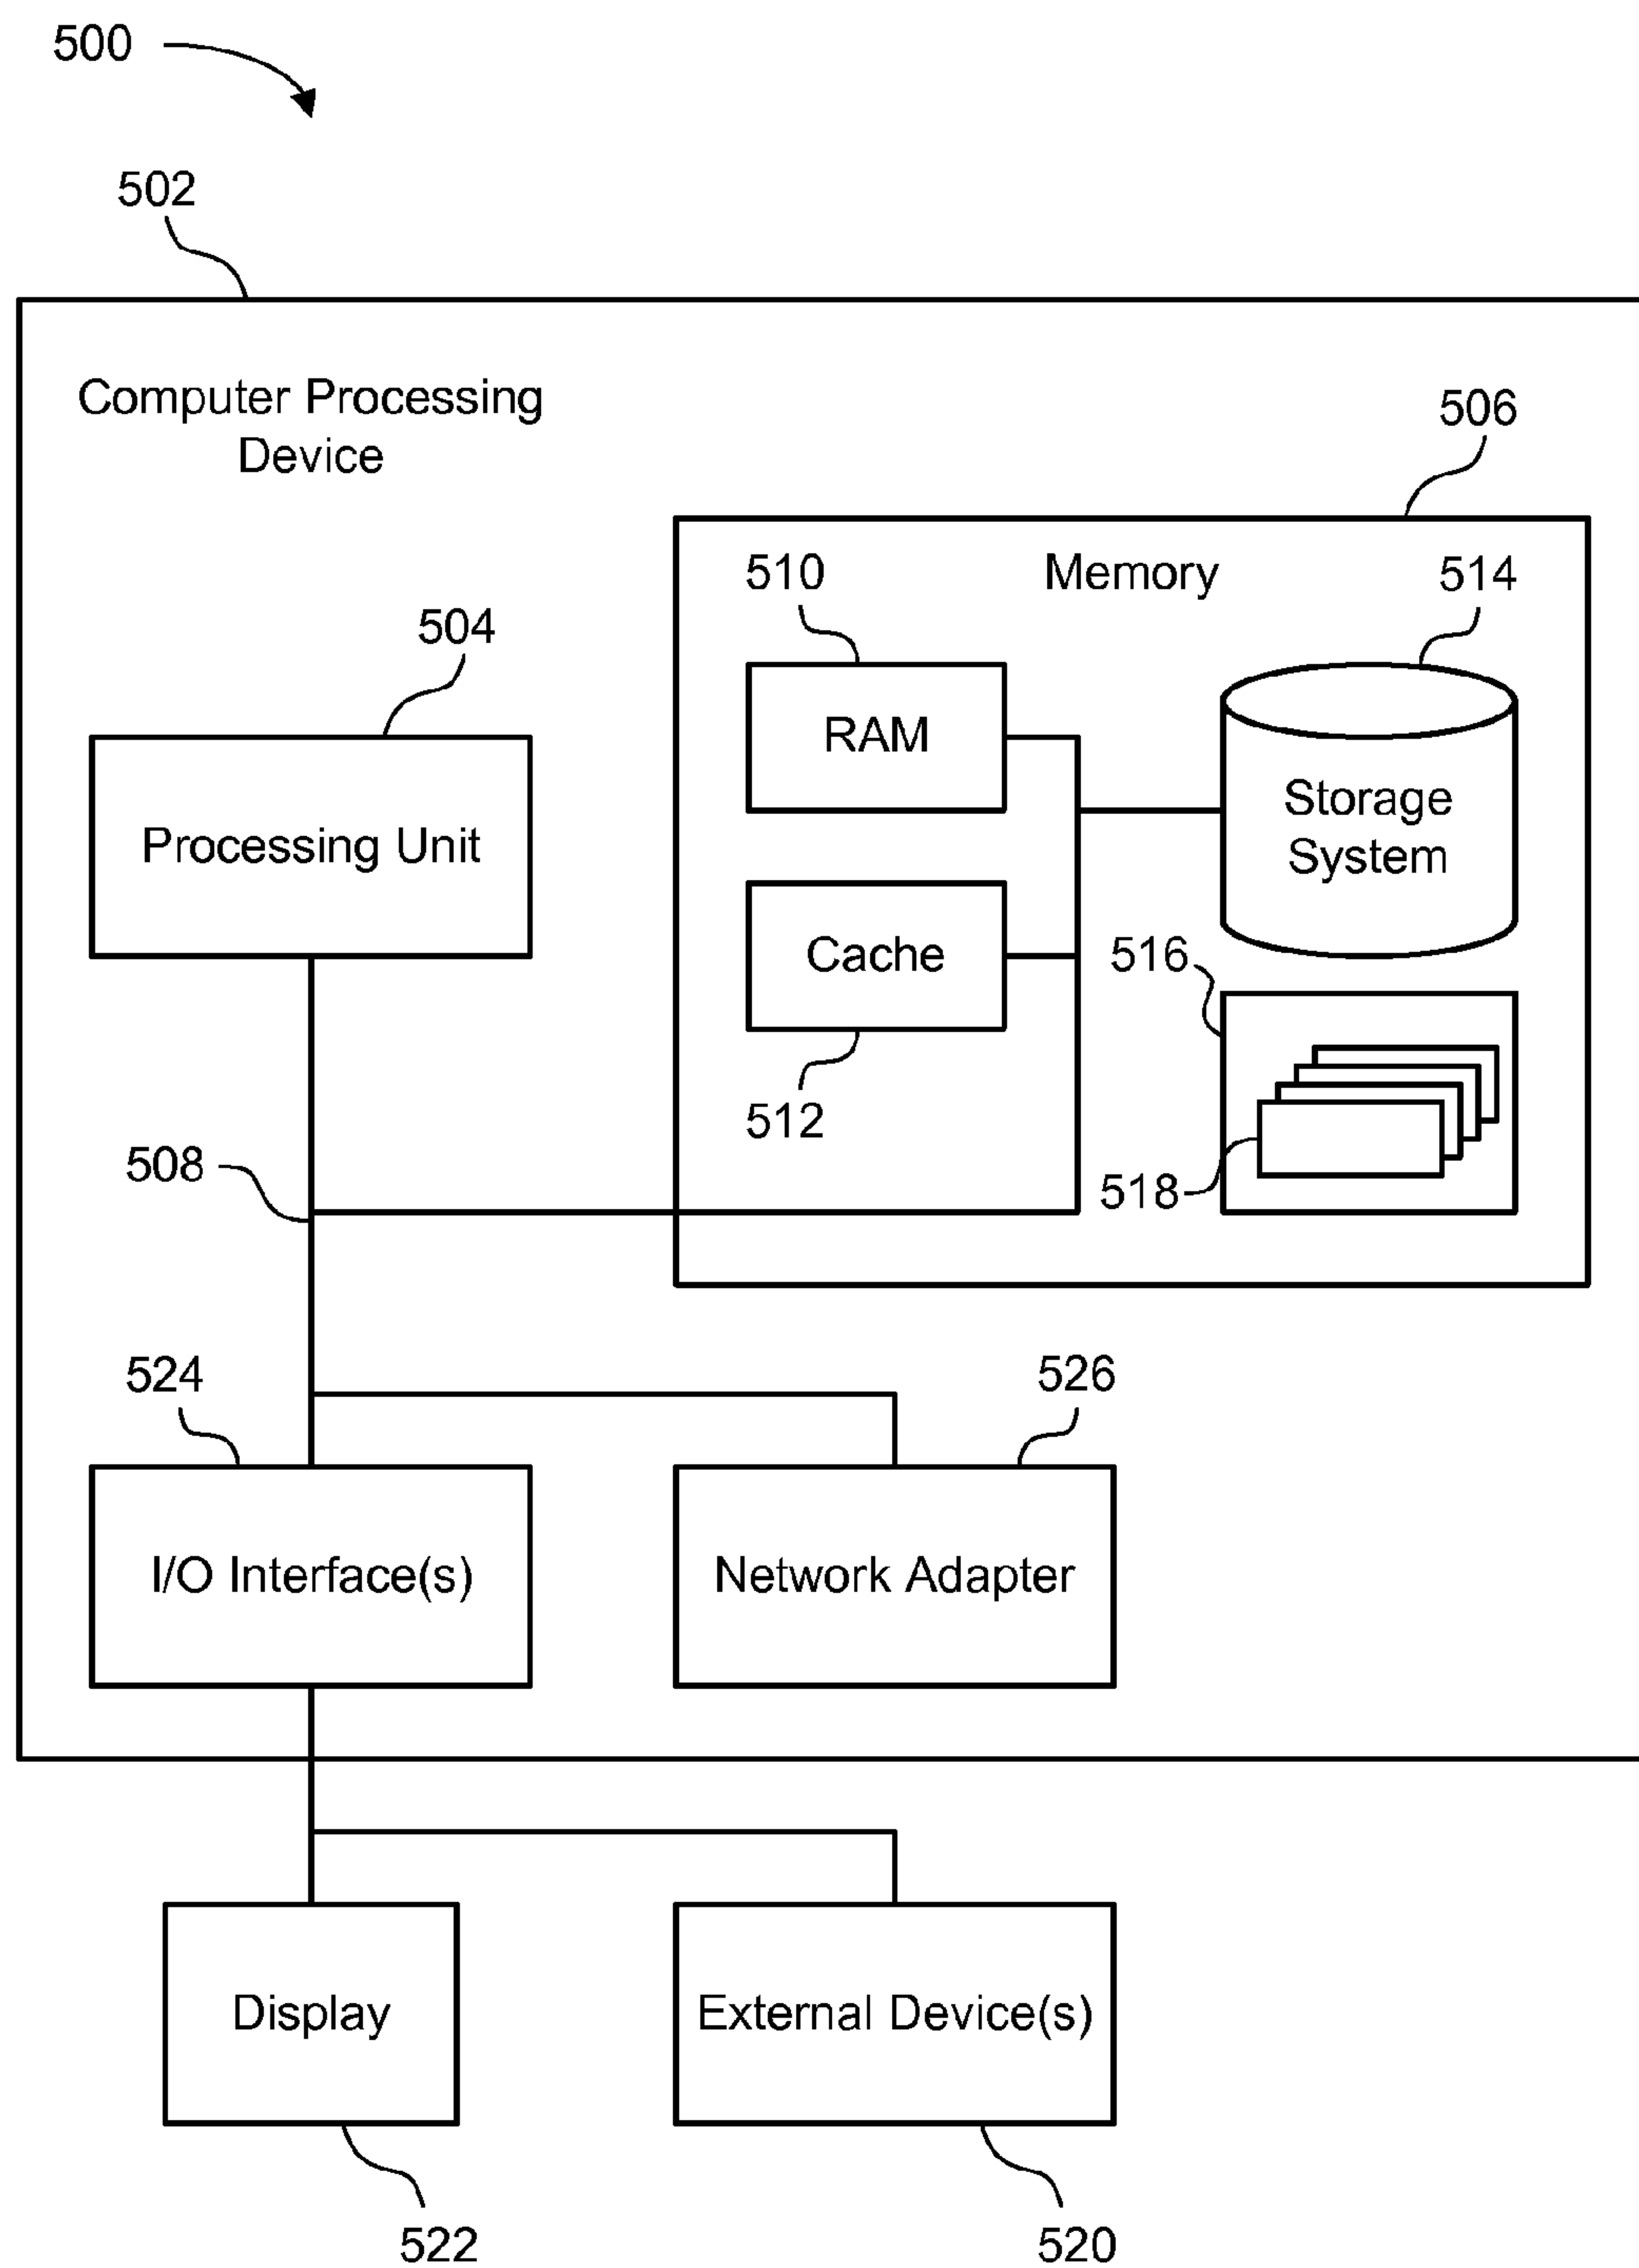 500
502
Computer Processing
Device
506
510
Memory
514
504
RAM
Storage
System
Processing Unit
Cache
516
512
508
518
524
526
I/O Interface(s)
Network Adapter
Display
External Device(s)
522
520